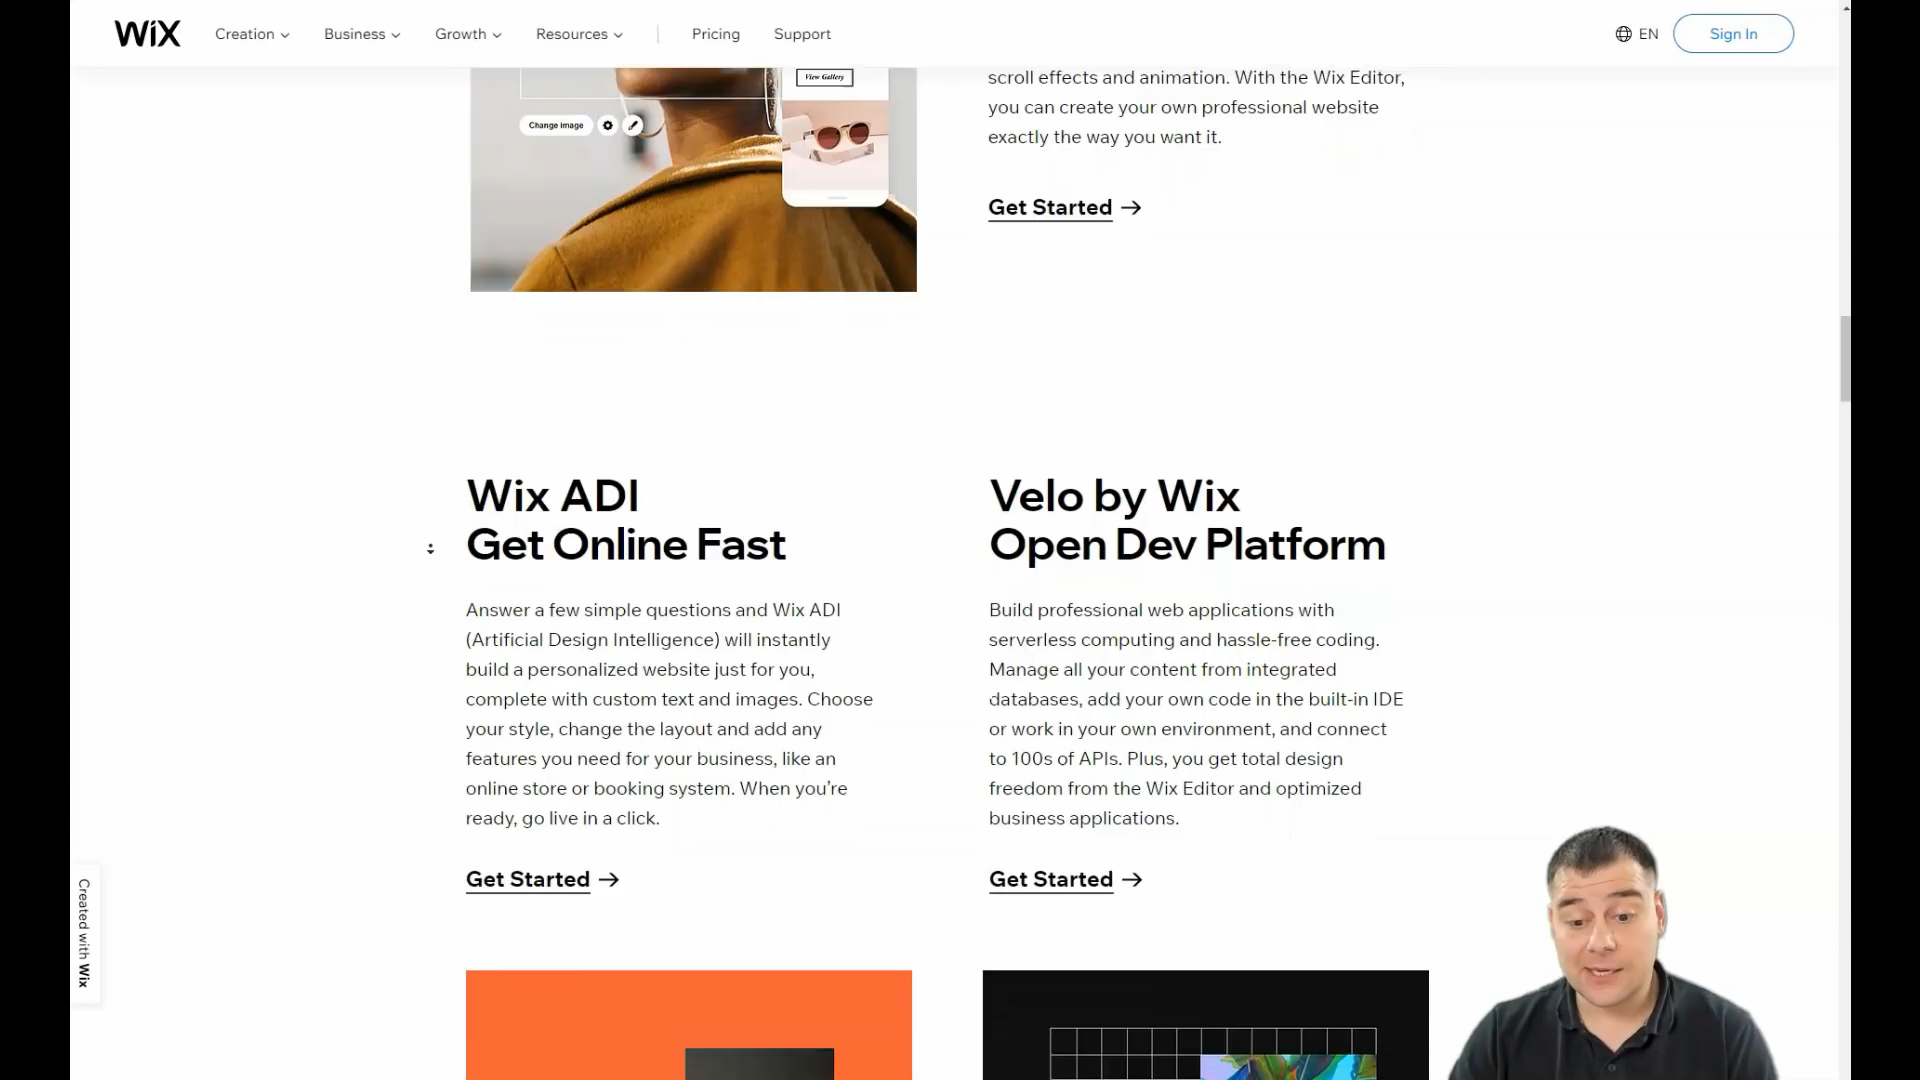 WiX Creation Business Growth Resources Pricing Support EN Sign In
View Gallery
Change Image
scroll effects and animation. With the Wix Editor,
you can create your own professional website
exactly the way you want it.
Get Started →
Wix ADI
Get Online Fast
Answer a few simple questions and Wix ADI
(Artificial Design Intelligence) will instantly
build a personalized website just for you,
complete with custom text and images. Choose
your style, change the layout and add any
features you need for your business, like an
online store or booking system. When you’re
ready, go live in a click.
Get Started →
Velo by Wix
Open Dev Platform
Build professional web applications with
serverless computing and hassle-free coding.
Manage all your content from integrated
databases, add your own code in the built-in IDE
or work in your own environment, and connect
to 100s of APIs. Plus, you get total design
freedom from the Wix Editor and optimized
business applications.
Get Started →
Created with Wix